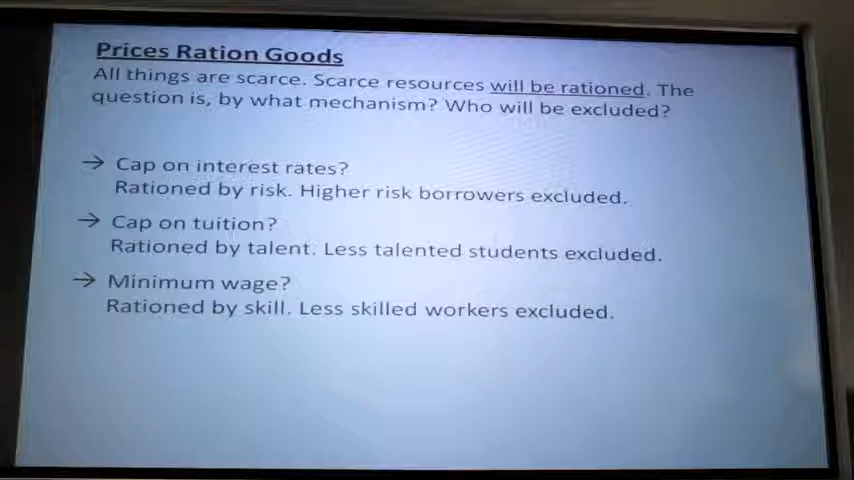 Prices Ration Goods
All things are scarce. Scarce resources will be rationed. The
question is, by what mechanism? Who will be excluded?
→ Cap on interest rates?
Rationed by risk. Higher risk borrowers excluded.
→ Cap on tuition?
Rationed by talent. Less talented students excluded.
→ Minimum wage?
Rationed by skill. Less skilled workers excluded.